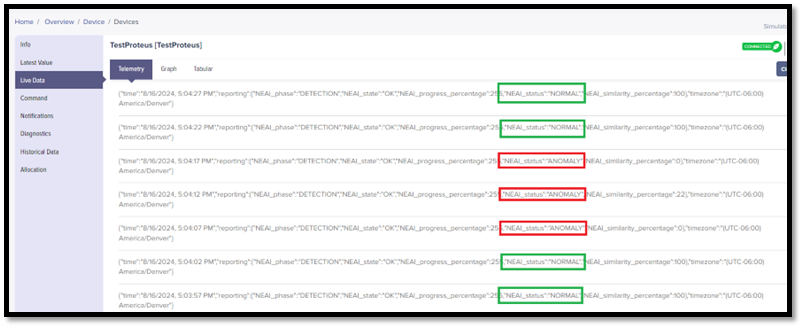 Home / Overview / Device / Devices
Simulat
TestProteus [TestProteus]
CONNECTED
Info
Latest Value
Live Data
Command
Notifications
Diagnostics
Historical Data
Allocation
Telemetry Graph Tabular
{"time":"8/16/2024, 5:04:27 PM","reporting":{"NEAI_phase":"DETECTION","NEAI_state":"OK","NEAI_progress_percentage":255,"NEAI_status":"NORMAL","NEAI_similarity_percentage":100},"timezone":"(UTC-06:00)
America/Denver"}
{"time":"8/16/2024, 5:04:22 PM","reporting":{"NEAI_phase":"DETECTION","NEAI_state":"OK","NEAI_progress_percentage":255,"NEAI_status":"NORMAL","NEAI_similarity_percentage":100},"timezone":"(UTC-06:00)
America/Denver"}
{"time":"8/16/2024, 5:04:17 PM","reporting":{"NEAI_phase":"DETECTION","NEAI_state":"OK","NEAI_progress_percentage":255,"NEAI_status":"ANOMALY","NEAI_similarity_percentage":0},"timezone":"(UTC-06:00)
America/Denver"}
{"time":"8/16/2024, 5:04:12 PM","reporting":{"NEAI_phase":"DETECTION","NEAI_state":"OK","NEAI_progress_percentage":255,"NEAI_status":"ANOMALY","NEAI_similarity_percentage":22},"timezone":"(UTC-06:00)
America/Denver"}
{"time":"8/16/2024, 5:04:07 PM","reporting":{"NEAI_phase":"DETECTION","NEAI_state":"OK","NEAI_progress_percentage":255,"NEAI_status":"ANOMALY","NEAI_similarity_percentage":0},"timezone":"(UTC-06:00)
America/Denver"}
{"time":"8/16/2024, 5:04:02 PM","reporting":{"NEAI_phase":"DETECTION","NEAI_state":"OK","NEAI_progress_percentage":255,"NEAI_status":"NORMAL","NEAI_similarity_percentage":100},"timezone":"(UTC-06:00)
America/Denver"}
{"time":"8/16/2024, 5:03:57 PM","reporting":{"NEAI_phase":"DETECTION","NEAI_state":"OK","NEAI_progress_percentage":255,"NEAI_status":"NORMAL","NEAI_similarity_percentage":100},"timezone":"(UTC-06:00)
America/Denver"}